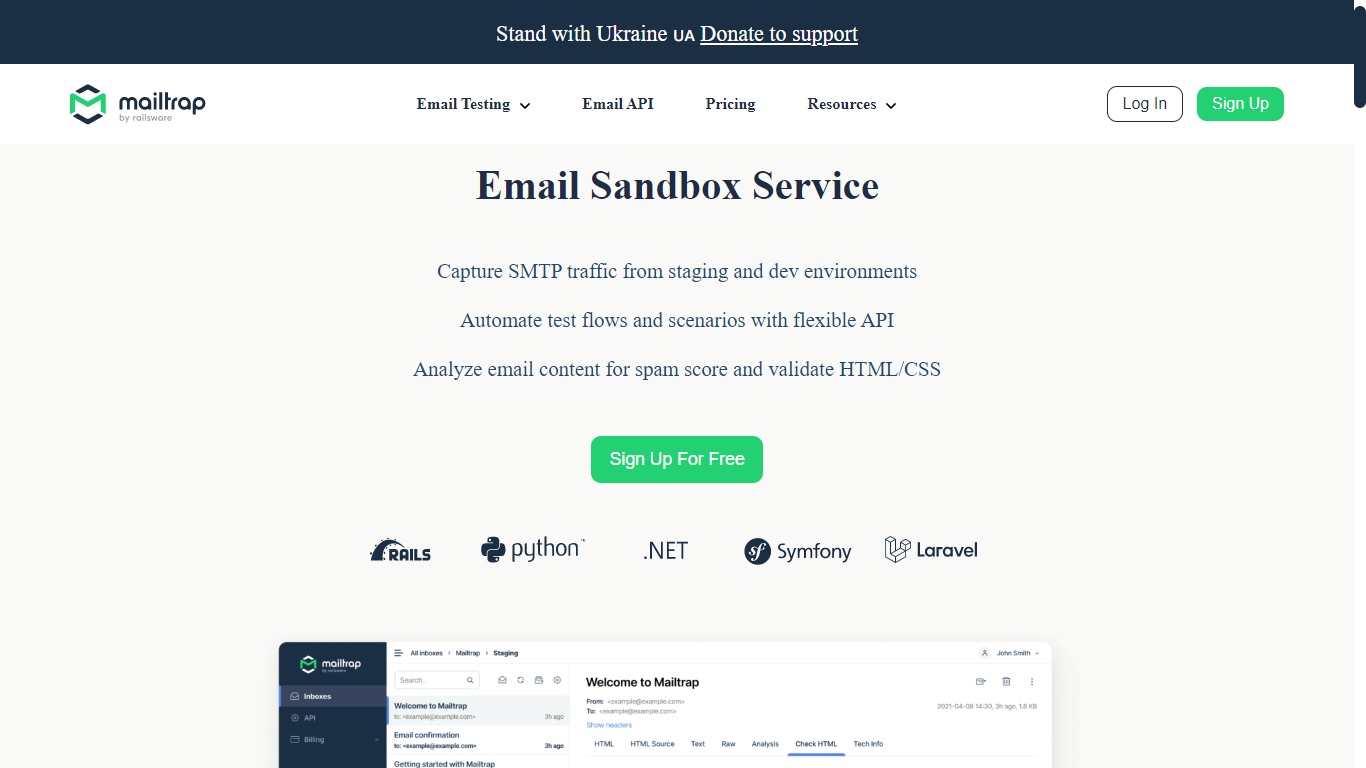 Stand with Ukraine UA Donate to support
mailtrap
by railsware
Email Testing
Email API
Pricing
Resources
Log In
Sign Up
Email Sandbox Service
Capture SMTP traffic from staging and dev environments
Automate test flows and scenarios with flexible API
Analyze email content for spam score and validate HTML/CSS
Sign Up For Free
RAILS
python™
.NET
sf Symfony
Laravel
mailtrap
by railsware
Inboxes
API
Billing
All inboxes > Mailtrap > Staging
John Smith
Search..
Welcome to Mailtrap
to: <example@example.com> 3h ago
Email confirmation
to: <example@example.com> 3h ago
Getting started with Mailtrap
Welcome to Mailtrap
From: <example@example.com>
To: <example@example.com>
2021-04-08 14:30, 3h ago, 1.8 KB
Show headers
HTML HTML Source Text Raw Analysis Check HTML Tech Info